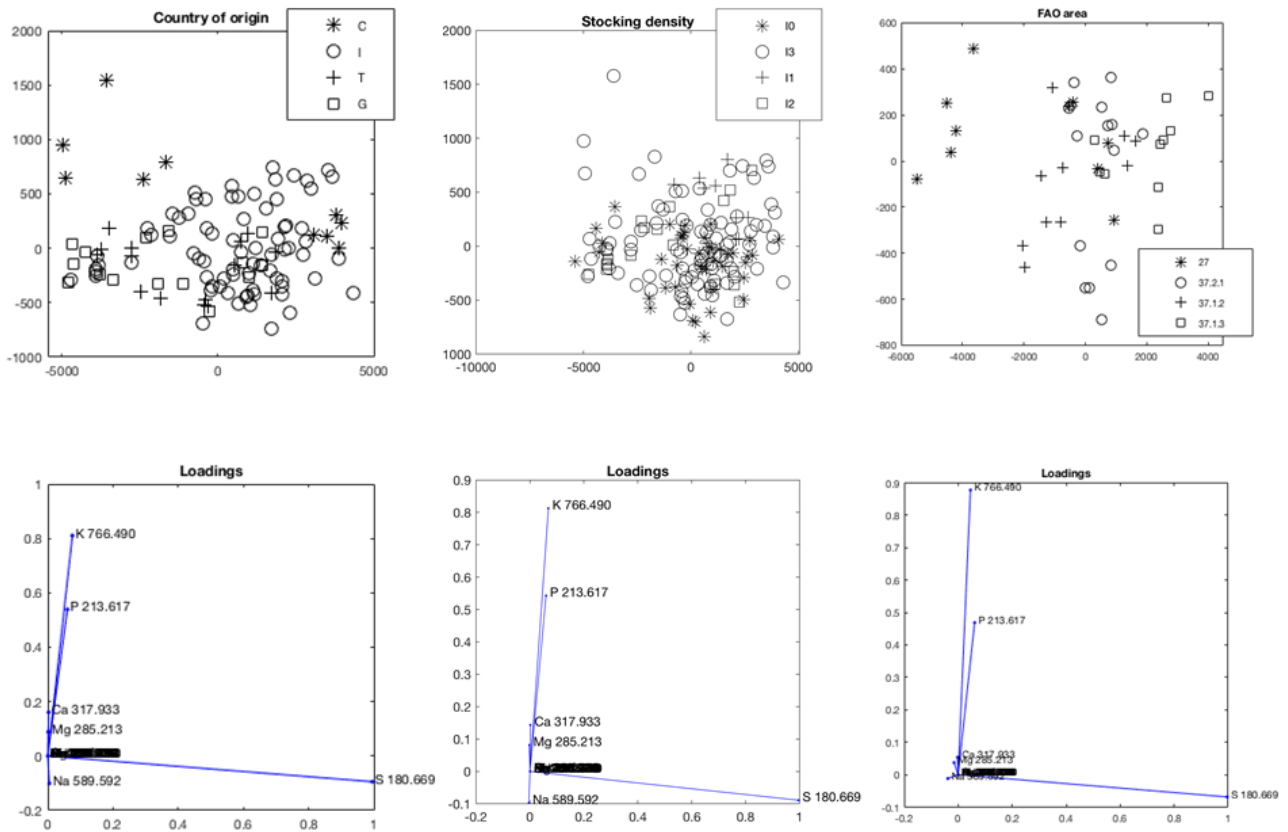 Country of origin
C
I
T
G
2000
1500
1000
500
0
-500
-1000
-5000 0 5000
Stocking density
I0
I3
I1
I2
2000
1500
1000
500
0
-500
1000
-10000 -5000 0 5000
FAO area
27
37.2.1
37.1.2
37.1.3
600
400
200
0
-200
-400
-600
-800
-6000 -4000 -2000 0 2000 4000
Loadings
1
0.8
0.6
0.4
0.2
0
-0.2
K 766.490
P 213.617
Ca 317.933
Mg 285.213
Na 589.592
S 180.669
0 0.2 0.4 0.6 0.8 1
Loadings
0.9
0.8
0.7
0.6
0.5
0.4
0.3
0.2
0.1
0
-0.1
K 766.490
P 213.617
Ca 317.933
Mg 285.213
Na 589.592
S 180.669
-0.2 0 0.2 0.4 0.6 0.8 1
Loadings
0.9
0.8
0.7
0.6
0.5
0.4
0.3
0.2
0.1
0
-0.1
K 766.490
P 213.617
Ca 317.933
Mg 285.213
Na 589.592
S 180.669
-0.2 0 0.2 0.4 0.6 0.8 1